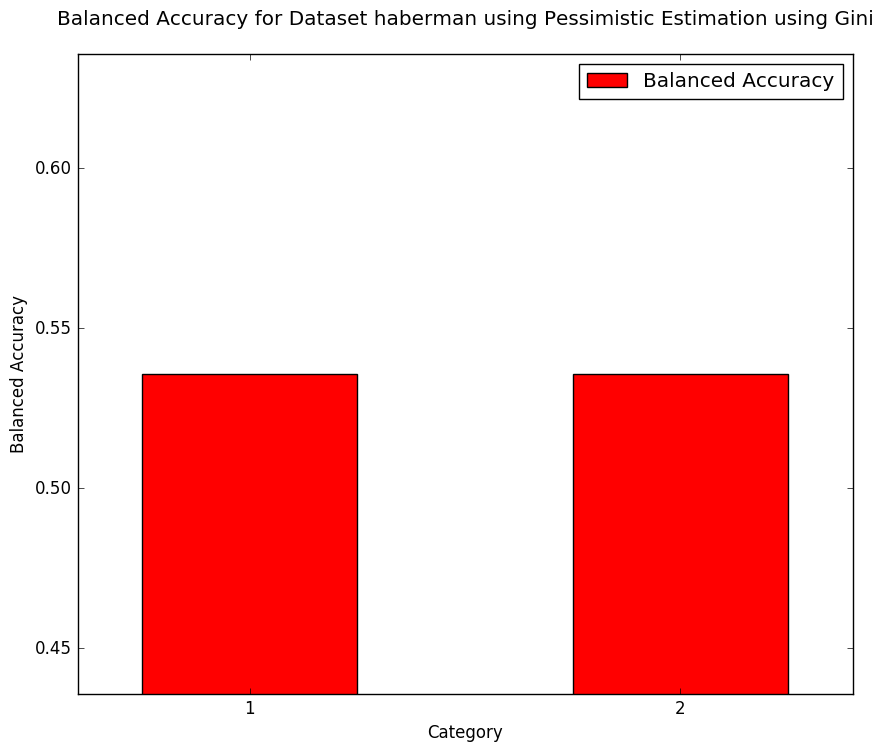 Balanced Accuracy for Dataset haberman using Pessimistic Estimation using Gini
Balanced Accuracy
0.60
0.55
0.50
0.45
Balanced Accuracy
1
2
Category